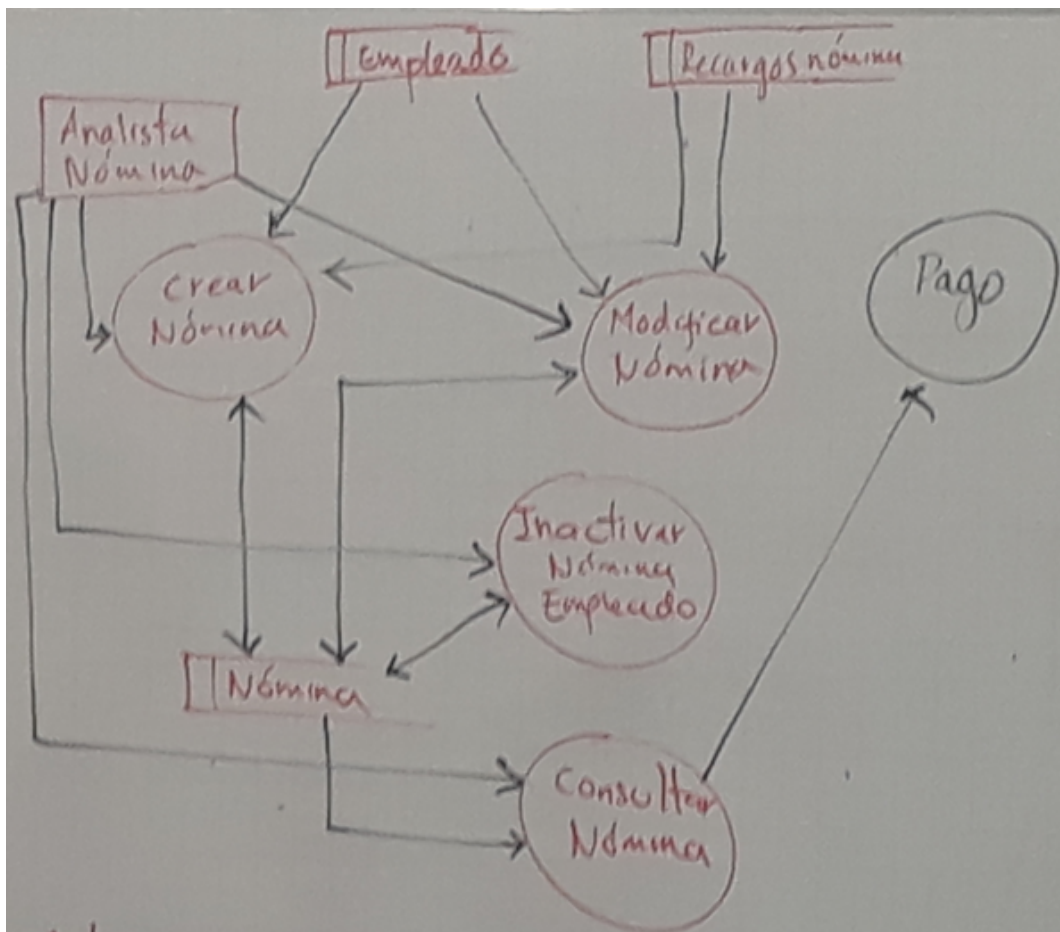 Empleado
Recargos nómina
Analista
Nómina
Crear
Nómina
Modificar
Nómina
Pago
Inactivar
Nómina
Empleado
Nómina
Consultar
Nómina